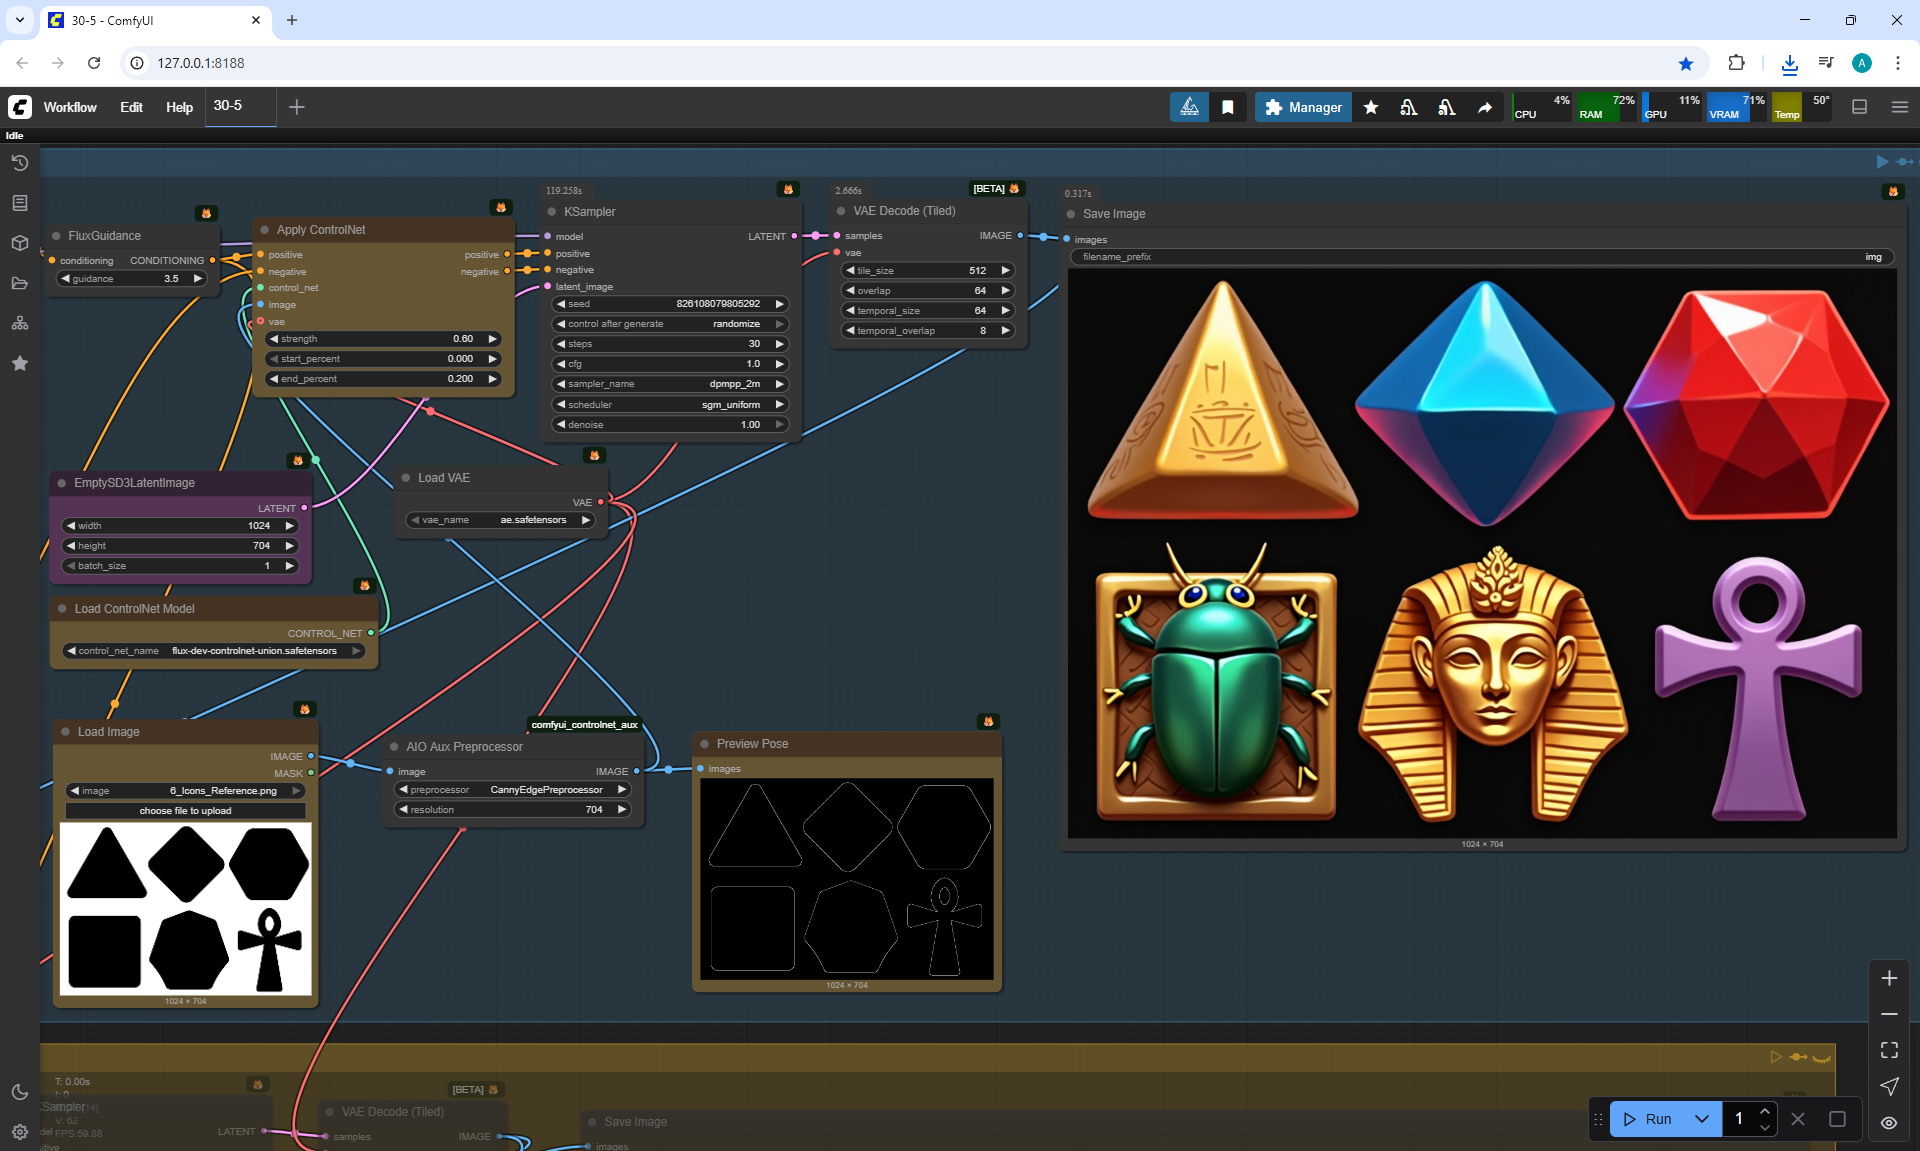 30-5 - ComfyUI
127.0.0.1:8188
A
Workflow
Edit
Help
30-5
Manager
4%
CPU
72%
RAM
11%
GPU
71%
VRAM
50°
Temp
Idle
119.258s
2.666s
[BETA]
0.317s
FluxGuidance
conditioning
CONDITIONING
guidance
3.5
Apply ControlNet
positive
negative
control_net
image
vae
positive
negative
strength
0.60
start_percent
0.000
end_percent
0.200
KSampler
model
positive
negative
latent_image
LATENT
seed
826108079805292
control after generate
randomize
steps
30
cfg
1.0
sampler_name
dpmpp_2m
scheduler
sgm_uniform
denoise
1.00
VAE Decode (Tiled)
samples
vae
IMAGE
tile_size
512
overlap
64
temporal_size
64
temporal_overlap
8
Save Image
images
filename_prefix
img
1024 × 704
EmptySD3LatentImage
LATENT
width
1024
height
704
batch_size
1
Load VAE
VAE
vae_name
ae.safetensors
Load ControlNet Model
CONTROL_NET
control_net_name
flux-dev-controlnet-union.safetensors
Load Image
IMAGE
MASK
image
6_Icons_Reference.png
choose file to upload
1024 × 704
comfyui_controlnet_aux
AIO Aux Preprocessor
image
IMAGE
preprocessor
CannyEdgePreprocessor
resolution
704
Preview Pose
images
1024 × 704
T: 0.00s
I: 0
V: 62
FPS:59.88
KSampler
LATENT
[BETA]
VAE Decode (Tiled)
samples
IMAGE
Save Image
images
Run
1